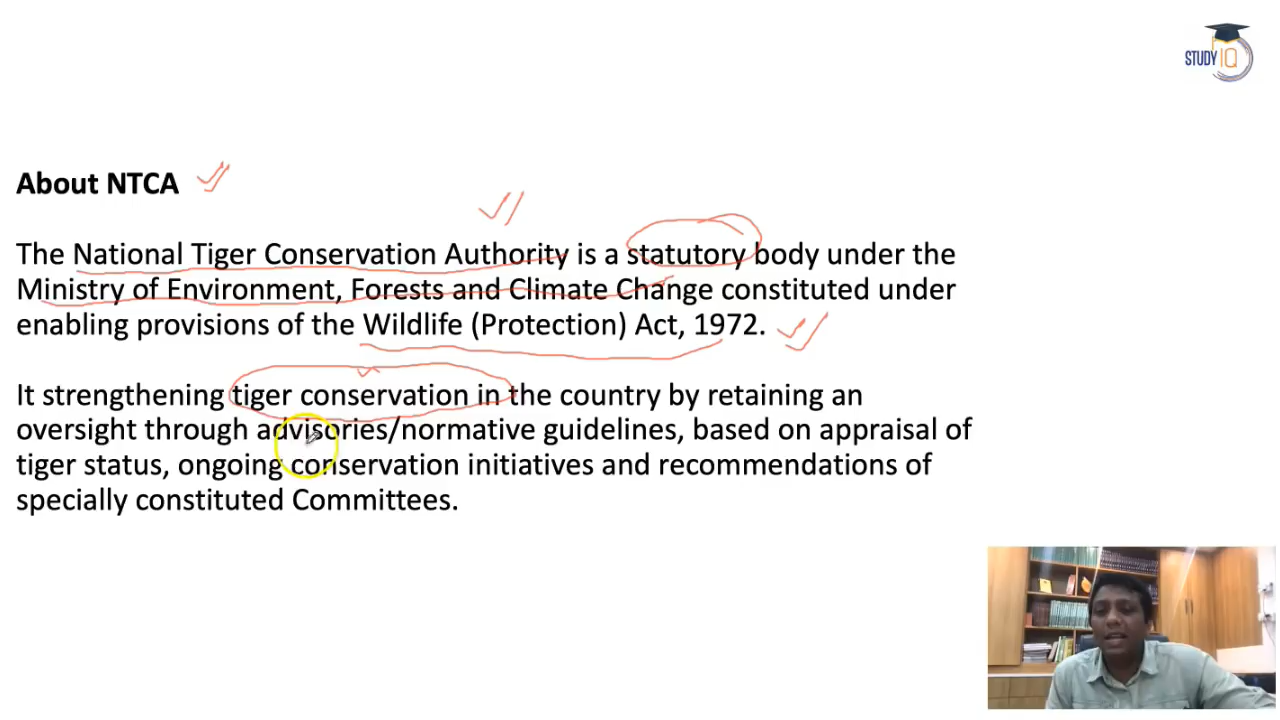 STUDY IQ
About NTCA
The National Tiger Conservation Authority is a statutory body under the
Ministry of Environment, Forests and Climate Change constituted under
enabling provisions of the Wildlife (Protection) Act, 1972.
It strengthening tiger conservation in the country by retaining an
oversight through advisories/normative guidelines, based on appraisal of
tiger status, ongoing conservation initiatives and recommendations of
specially constituted Committees.